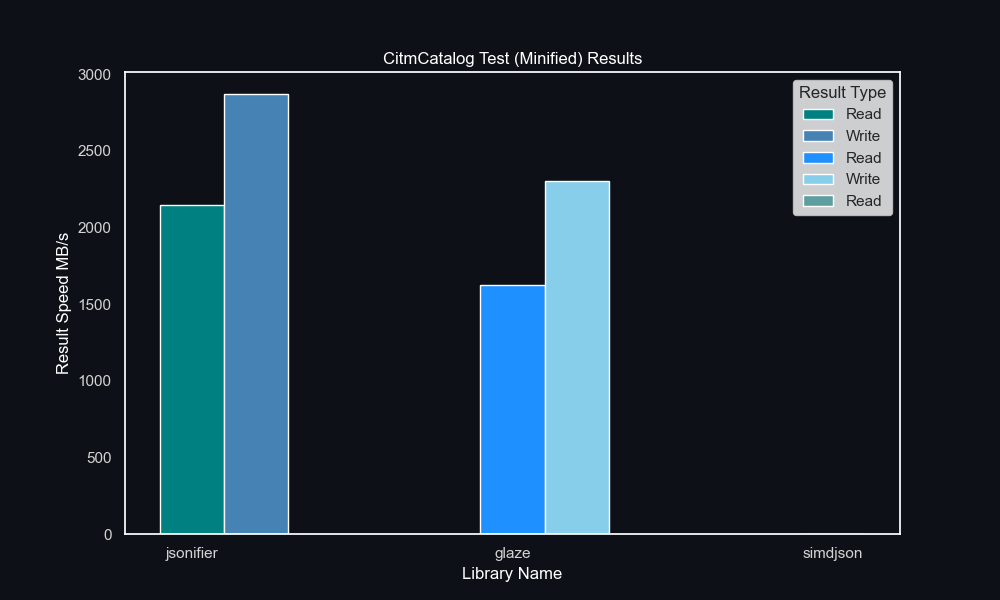 CitmCatalog Test (Minified) Results
Result Speed MB/s
3000
2500
2000
1500
1000
500
0
Result Type
Read
Write
Read
Write
Read
jsonifier glaze simdjson
Library Name